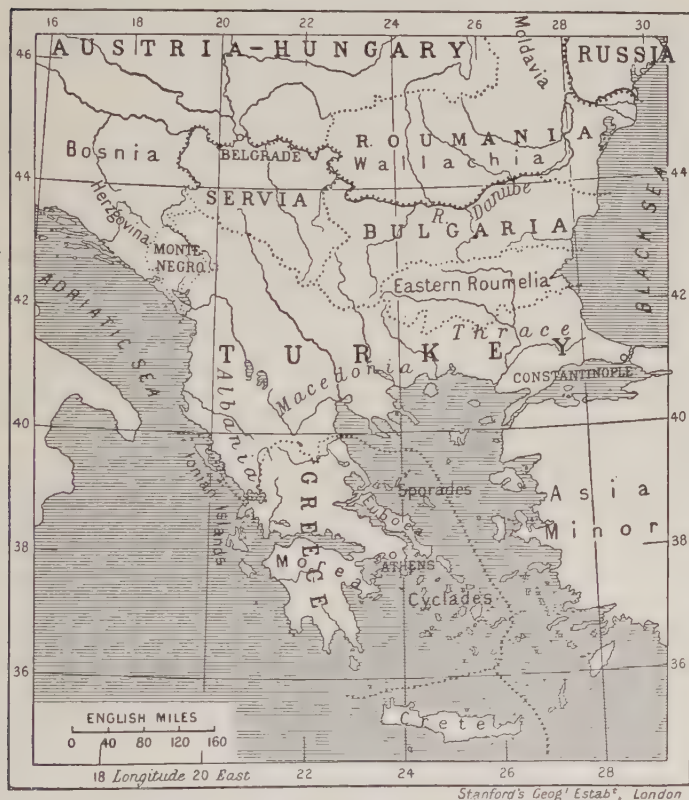 16 18 20 22 24 26 28 30
46
AUSTRIA-HUNGARY
Moldavia
RUSSIA
ROUMANIA
Wallachia
Bosnia
BELGRADE
44
44
SERVIA
R. Danube
Herzegovina
BULGARIA
MONTE
NEGRO
BLACK SEA
ADRIATIC SEA
Eastern Roumelia
42
42
Thrace
TURKEY
Albania
Macedonia
CONSTANTINOPLE
40
40
Ionian Islands
GREECE
Sporades
Asia
Minor
Euboea
38
38
Morea
ATHENS
Cyclades
36
36
Crete
ENGLISH MILES
0 40 80 120 160
18 Longitude 20 East 22 24 26 28
Stanford's Geog! Estabt., London